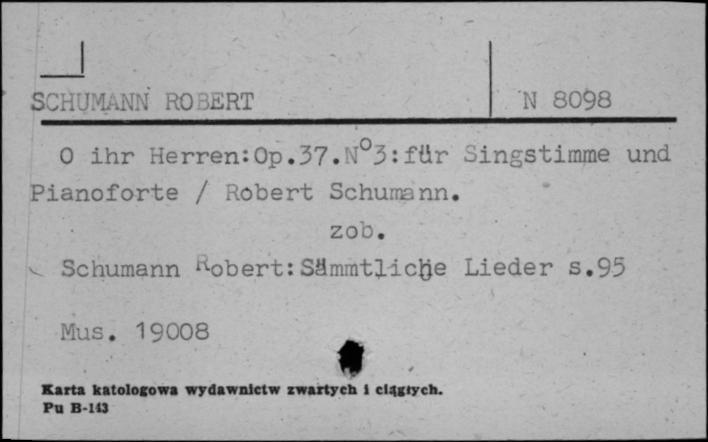 SCHUMANN ROBERT N 8098
O ihr Herren:Op.37.N°3:für Singstimme und
Pianoforte / Robert Schumann.
zob.
Schumann Robert:Sämmtliche Lieder s.95
Mus. 19008
Karta katologowa wydawnictw zwartych i ciągłych.
Pu B-143